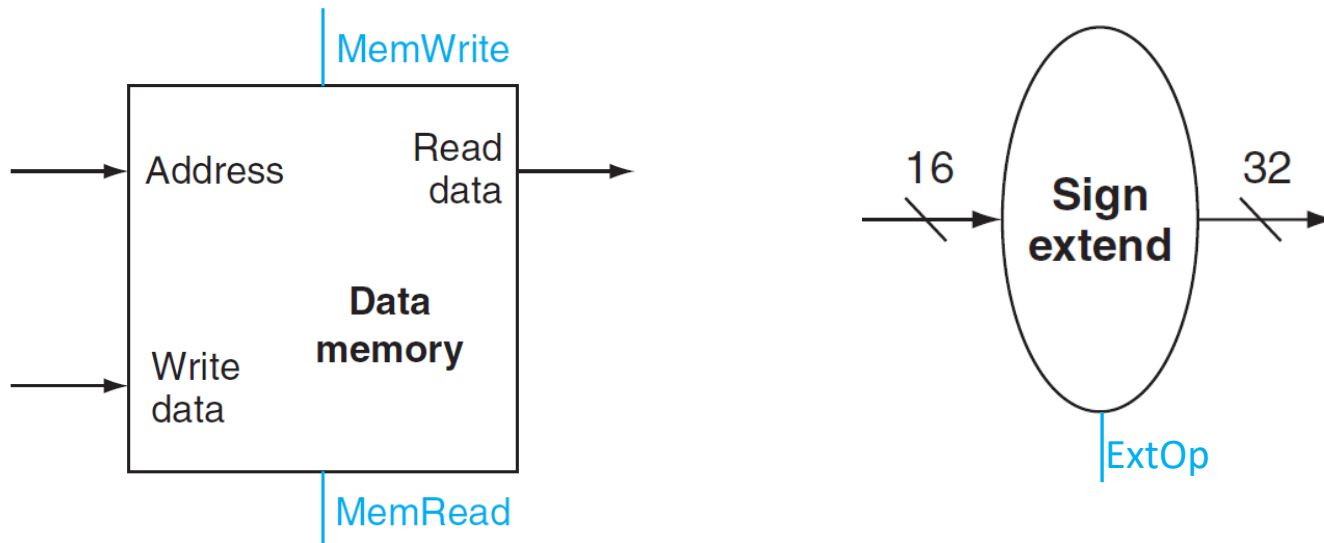 MemWrite
Address
Read
data
Data
memory
Write
data
MemRead
16
Sign
extend
32
ExtOp